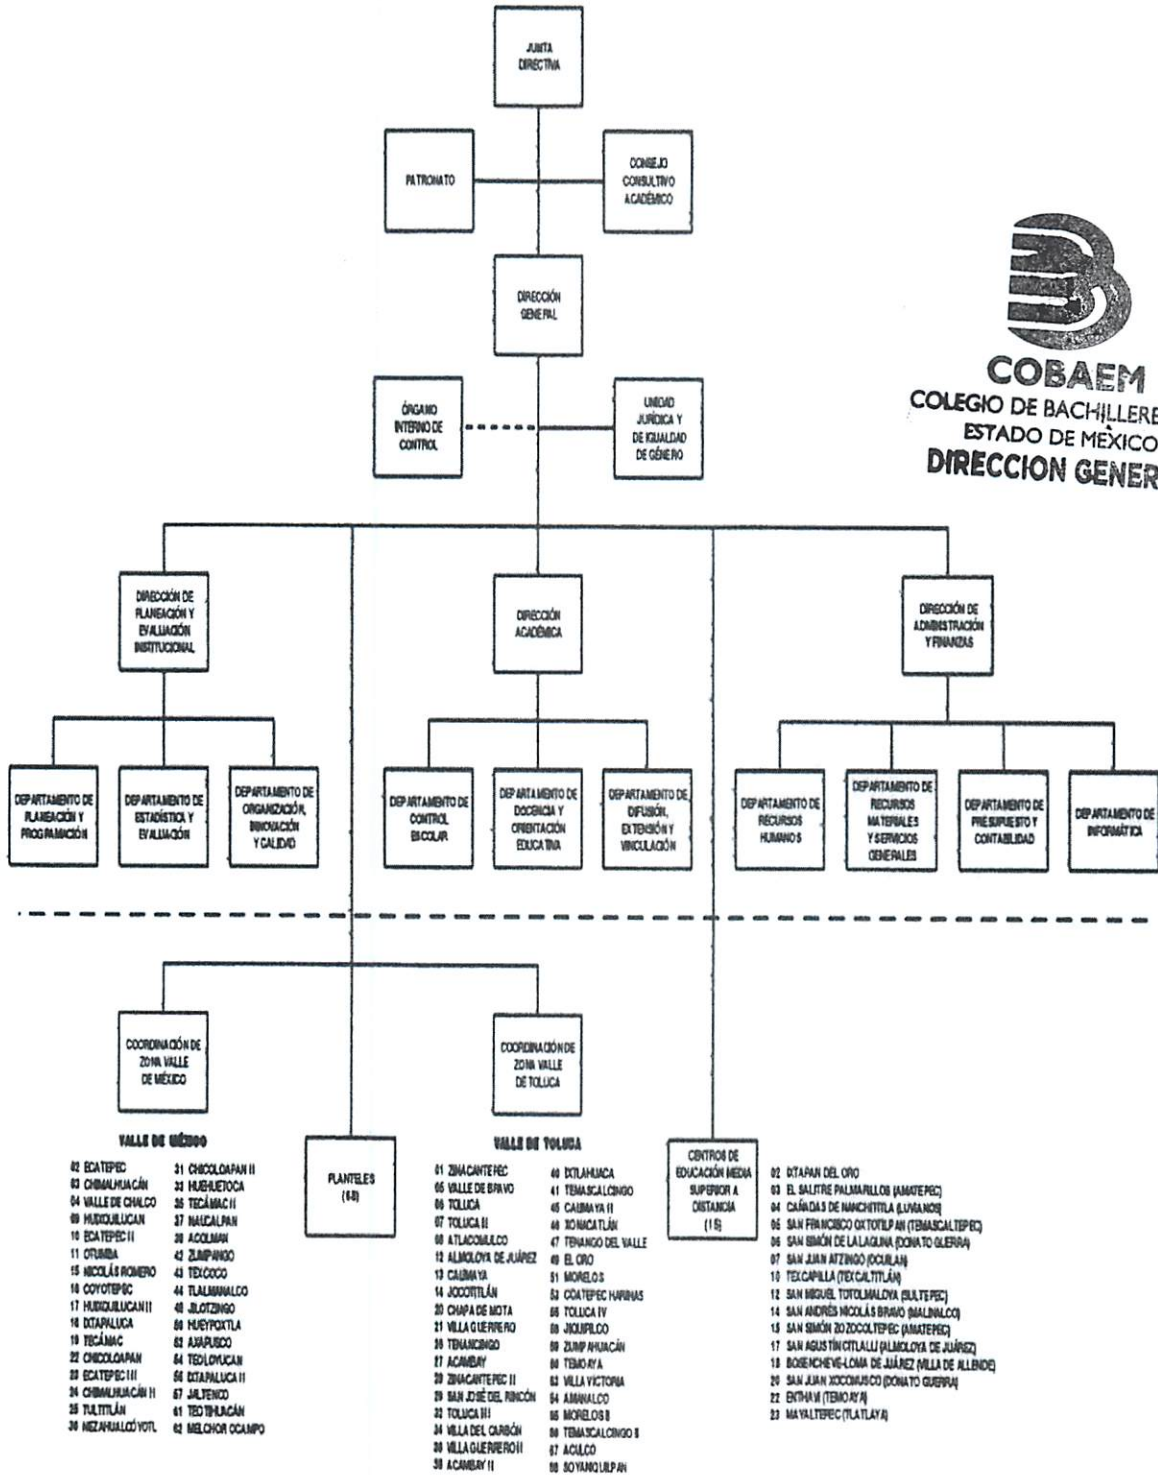 JUNTA
DIRECTIVA
PATRONATO
CONSEJO
CONSULTIVO
ACADÉMICO
DIRECCIÓN
GENERAL
COBAEM
COLEGIO DE BACHILLERE
ESTADO DE MÉXICO
DIRECCION GENER
ÓRGANO
INTERNO DE
CONTROL
UNIDAD
JURÍDICA Y
DE IGUALDAD
DE GÉNERO
DIRECCIÓN DE
PLANEACIÓN Y
EVALUACIÓN
INSTITUCIONAL
DIRECCIÓN
ACADÉMICA
DIRECCIÓN DE
ADMINISTRACIÓN
Y FINANZAS
DEPARTAMENTO DE
PLANEACIÓN Y
PROGRAMACIÓN
DEPARTAMENTO DE
ESTADÍSTICA Y
EVALUACIÓN
DEPARTAMENTO DE
ORGANIZACIÓN,
INNOVACIÓN
Y CALIDAD
DEPARTAMENTO DE
CONTROL
ESCOLAR
DEPARTAMENTO DE
DOCENCIA Y
ORIENTACIÓN
EDUCATIVA
DEPARTAMENTO DE
DIFUSIÓN,
EXTENSIÓN Y
VINCULACIÓN
DEPARTAMENTO DE
RECURSOS
HUMANOS
DEPARTAMENTO DE
RECURSOS
MATERIALES
Y SERVICIOS
GENERALES
DEPARTAMENTO DE
PRESUPUESTO Y
CONTABILIDAD
DEPARTAMENTO DE
INFORMÁTICA
COORDINACIÓN DE
ZONA VALLE
DE MÉXICO
COORDINACIÓN DE
ZONA VALLE
DE TOLUCA
VALLE DE MÉXICO
02 ECATEPEC
03 CHIMALHUACÁN
04 VALLE DE CHALCO
09 HUIXQUILUCAN
10 ECATEPEC II
11 OTUMBA
15 NICOLÁS ROMERO
16 COYOTEPEC
17 HUIXQUILUCAN II
18 IXTAPALUCA
19 TECÁMAC
22 CHICOLOAPAN
23 ECATEPEC III
24 CHIMALHUACÁN II
25 TULTITLÁN
30 NEZAHUALCÓYOTL
31 CHICOLOAPAN II
33 HUEHUETOCA
35 TECÁMAC II
37 NAUCALPAN
39 ACOLMAN
42 ZUMPANGO
43 TEXCOCO
44 TLALMANALCO
48 JILOTZINGO
50 HUEYPOXTLA
52 AXAPUSCO
54 TEOLOYUCAN
56 IXTAPALUCA II
57 JALTENCO
61 TEOTIHUACÁN
62 MELCHOR OCAMPO
PLANTELES
VALLE DE TOLUCA
01 ZINACANTEPEC
05 VALLE DE BRAVO
06 TOLUCA
07 TOLUCA II
08 ATLACOMULCO
12 ALMOLOYA DE JUÁREZ
13 CALIMAYA
14 JOCOTITLÁN
20 CHAPA DE MOTA
21 VILLA GUERRERO
26 TENANCINGO
27 ACAMBAY
28 ZINACANTEPEC II
29 SAN JOSÉ DEL RINCÓN
32 TOLUCA III
34 VILLA DEL CARBÓN
36 VILLA GUERRERO II
38 ACAMBAY II
40 IXTLAHUACA
41 TEMASCALCINGO
45 CALIMAYA II
46 XONACATLÁN
47 TENANGO DEL VALLE
49 EL ORO
51 MORELOS
53 COATEPEC HARINAS
55 TOLUCA IV
58 JIQUIPILCO
59 ZUMPAHUACÁN
60 TEMOAYA
63 VILLA VICTORIA
64 AMANALCO
65 MORELOS II
66 TEMASCALCINGO II
67 ACULCO
68 SOYANIQUILPAN
CENTROS DE
EDUCACIÓN MEDIA
SUPERIOR A
DISTANCIA
(15)
02 IXTAPAN DEL ORO
03 EL SALITRE PALMARILLOS (AMATEPEC)
04 CAÑADAS DE NANCHITITLA (LUVIANOS)
05 SAN FRANCISCO OXTOTILPAN (TEMASCALTEPEC)
06 SAN SIMÓN DE LA LAGUNA (DONATO GUERRA)
07 SAN JUAN ATZINGO (OCUILAN)
10 TEXCAPILLA (TEXCALTITLÁN)
12 SAN MIGUEL TOTOLMALOYA (SULTEPEC)
14 SAN ANDRÉS NICOLÁS BRAVO (MALINALCO)
15 SAN SIMÓN ZOZOCOLTEPEC (AMATEPEC)
17 SAN AGUSTÍN CITLALLI (ALMOLOYA DE JUÁREZ)
18 BOSENCHEVE-LOMA DE JUÁREZ (VILLA DE ALLENDE)
20 SAN JUAN XOCONUSCO (DONATO GUERRA)
22 ENTHAVI (TEMOAYA)
23 MAYALTEPEC (TLATLAYA)